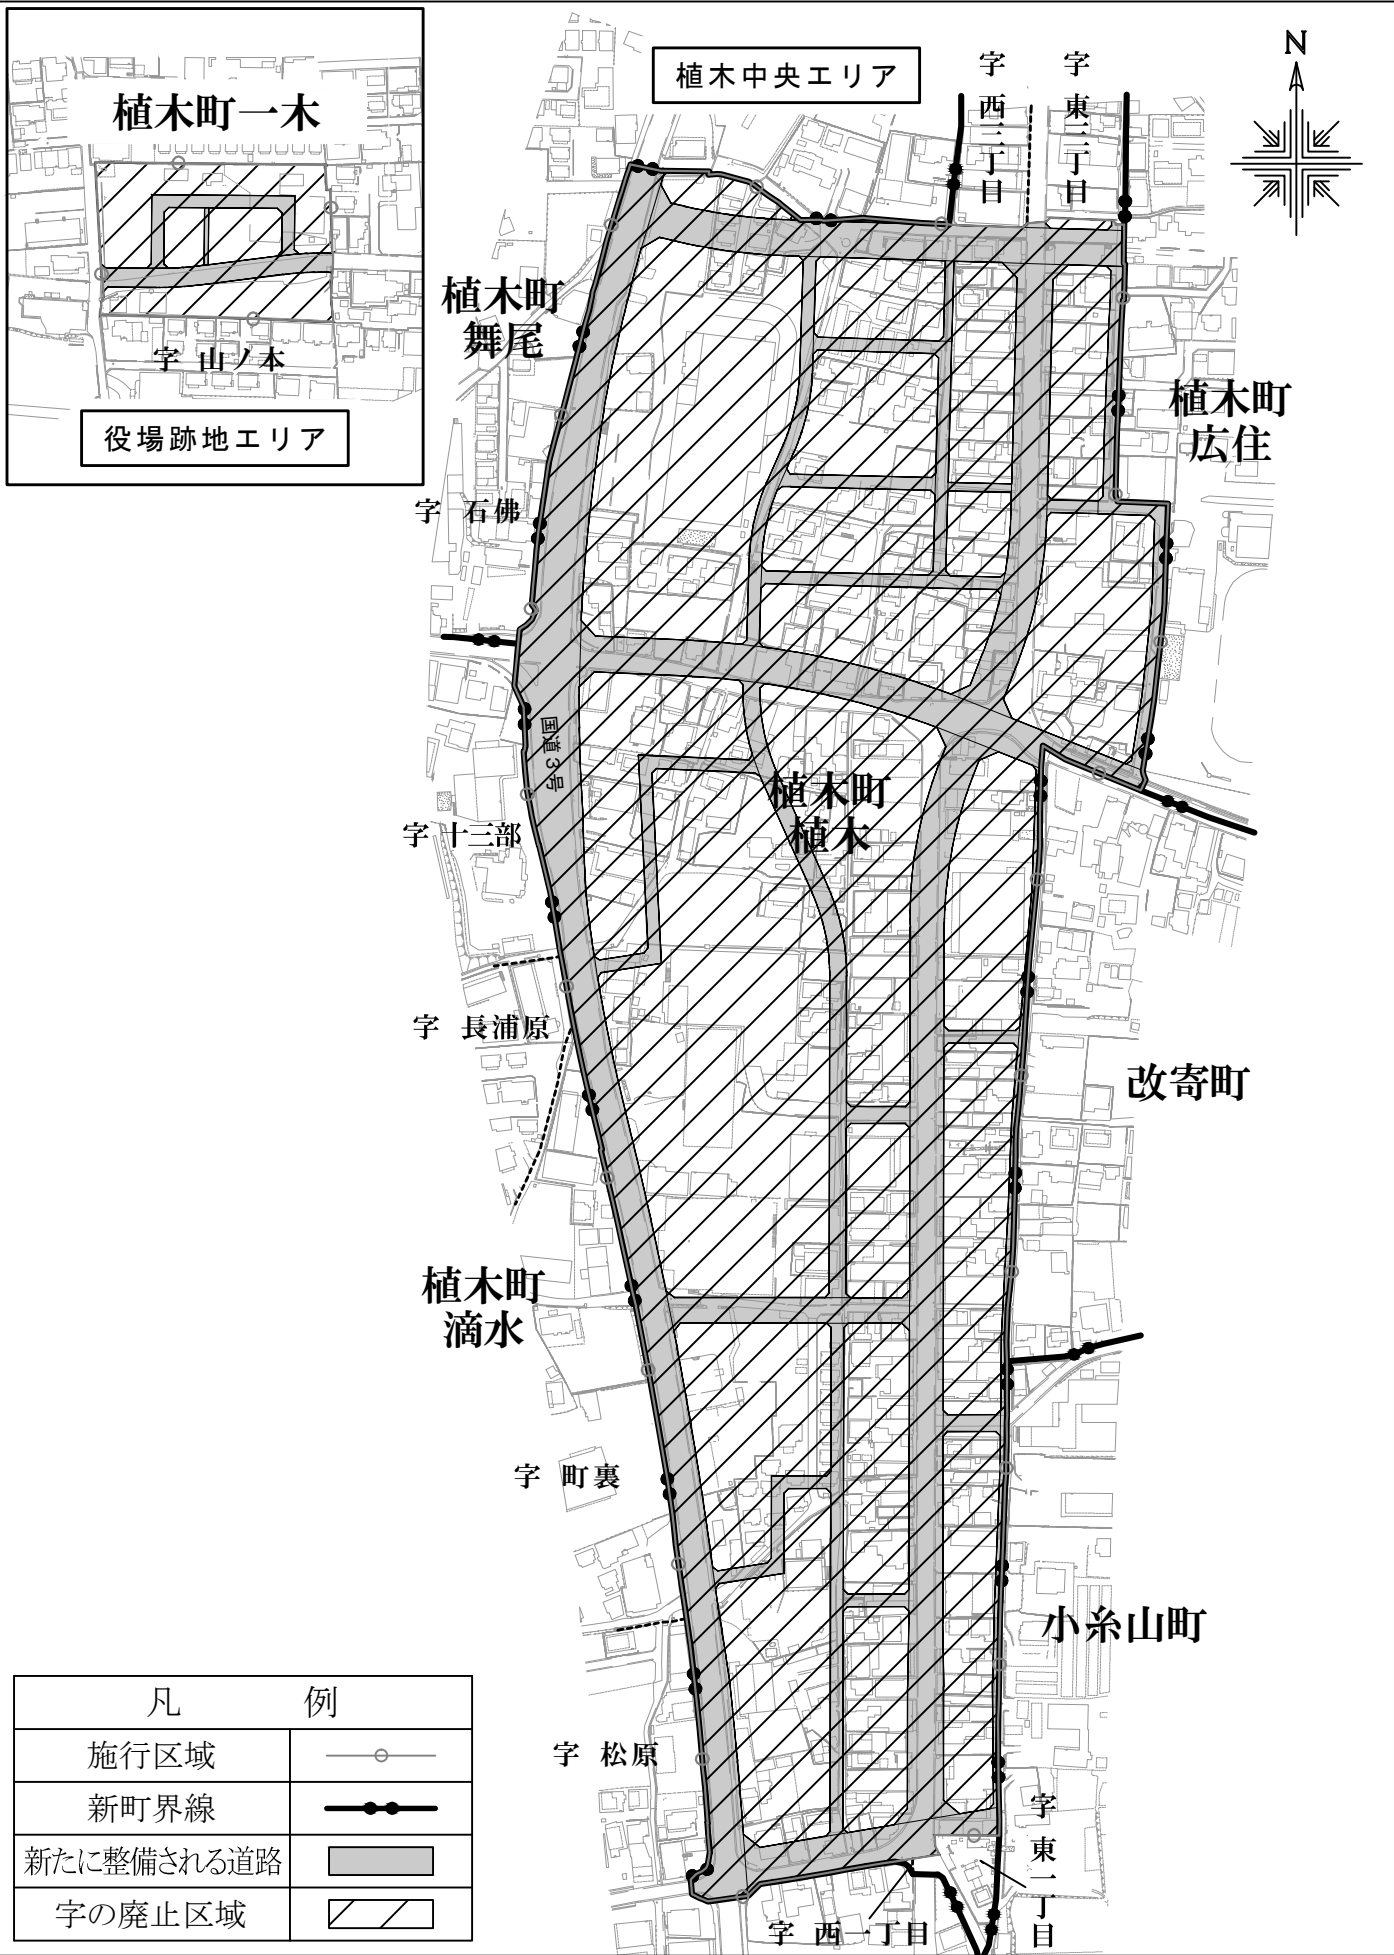 植木町一木
字 山ノ本
役場跡地エリア
植木中央エリア
字 西三丁目
字 東三丁目
N
植木町
舞尾
植木町
広住
字 石佛
国道3号
植木町
植木
字 十三部
字 長浦原
改寄町
植木町
滴水
字 町裏
小糸山町
字 松原
字 東一丁目
字 西一丁目
凡 例
施行区域
新町界線
新たに整備される道路
字の廃止区域